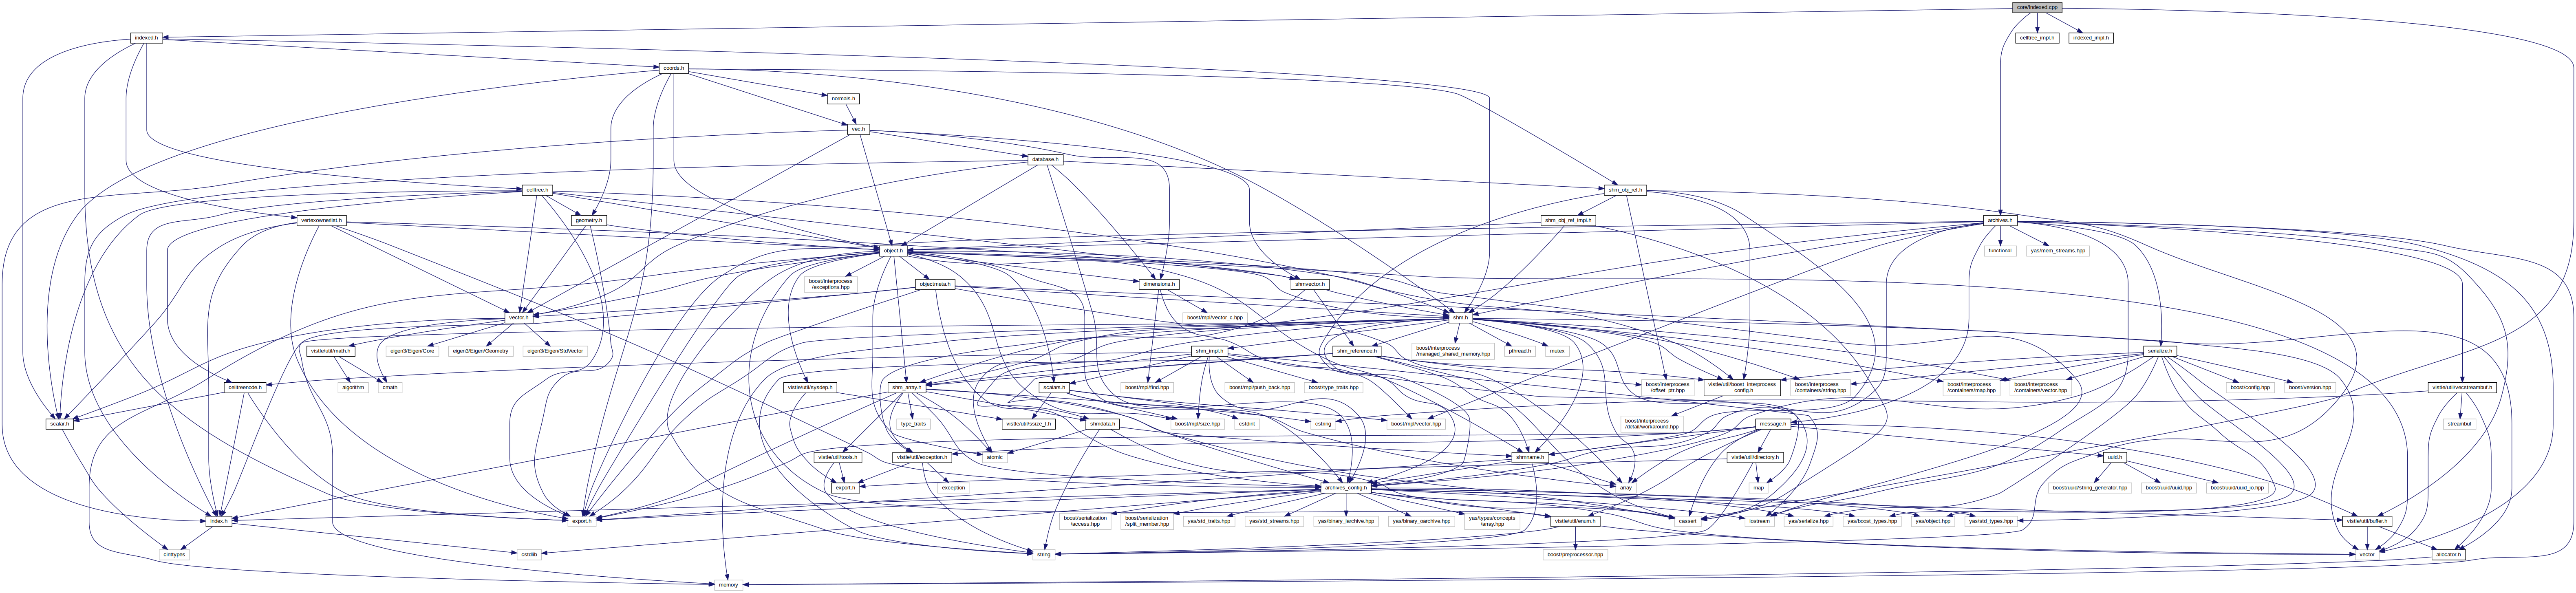 core/indexed.cpp
indexed.h
celltree_impl.h
indexed_impl.h
coords.h
normals.h
vec.h
database.h
celltree.h
shm_obj_ref.h
vertexownerlist.h
geometry.h
shm_obj_ref_impl.h
archives.h
object.h
functional
yas/mem_streams.hpp
boost/interprocess
/exceptions.hpp
objectmeta.h
dimensions.h
shmvector.h
vector.h
boost/mpl/vector_c.hpp
shm.h
vistle/util/math.h
eigen3/Eigen/Core
eigen3/Eigen/Geometry
eigen3/Eigen/StdVector
shm_impl.h
shm_reference.h
boost/interprocess
/managed_shared_memory.hpp
pthread.h
mutex
serialize.h
celltreenode.h
algorithm
cmath
vistle/util/sysdep.h
shm_array.h
scalars.h
boost/mpl/find.hpp
boost/mpl/push_back.hpp
boost/type_traits.hpp
boost/interprocess
/offset_ptr.hpp
vistle/util/boost_interprocess
_config.h
boost/interprocess
/containers/string.hpp
boost/interprocess
/containers/map.hpp
boost/interprocess
/containers/vector.hpp
boost/config.hpp
boost/version.hpp
vistle/util/vecstreambuf.h
scalar.h
type_traits
vistle/util/ssize_t.h
shmdata.h
boost/mpl/size.hpp
cstdint
cstring
boost/mpl/vector.hpp
boost/interprocess
/detail/workaround.hpp
message.h
streambuf
vistle/util/tools.h
vistle/util/exception.h
atomic
shmname.h
vistle/util/directory.h
uuid.h
export.h
exception
archives_config.h
array
map
boost/uuid/string_generator.hpp
boost/uuid/uuid.hpp
boost/uuid/uuid_io.hpp
index.h
export.h
boost/serialization
/access.hpp
boost/serialization
/split_member.hpp
yas/std_traits.hpp
yas/std_streams.hpp
yas/binary_iarchive.hpp
yas/binary_oarchive.hpp
yas/types/concepts
/array.hpp
vistle/util/enum.h
cassert
iostream
yas/serialize.hpp
yas/boost_types.hpp
yas/object.hpp
yas/std_types.hpp
vistle/util/buffer.h
cinttypes
cstdlib
string
boost/preprocessor.hpp
vector
allocator.h
memory